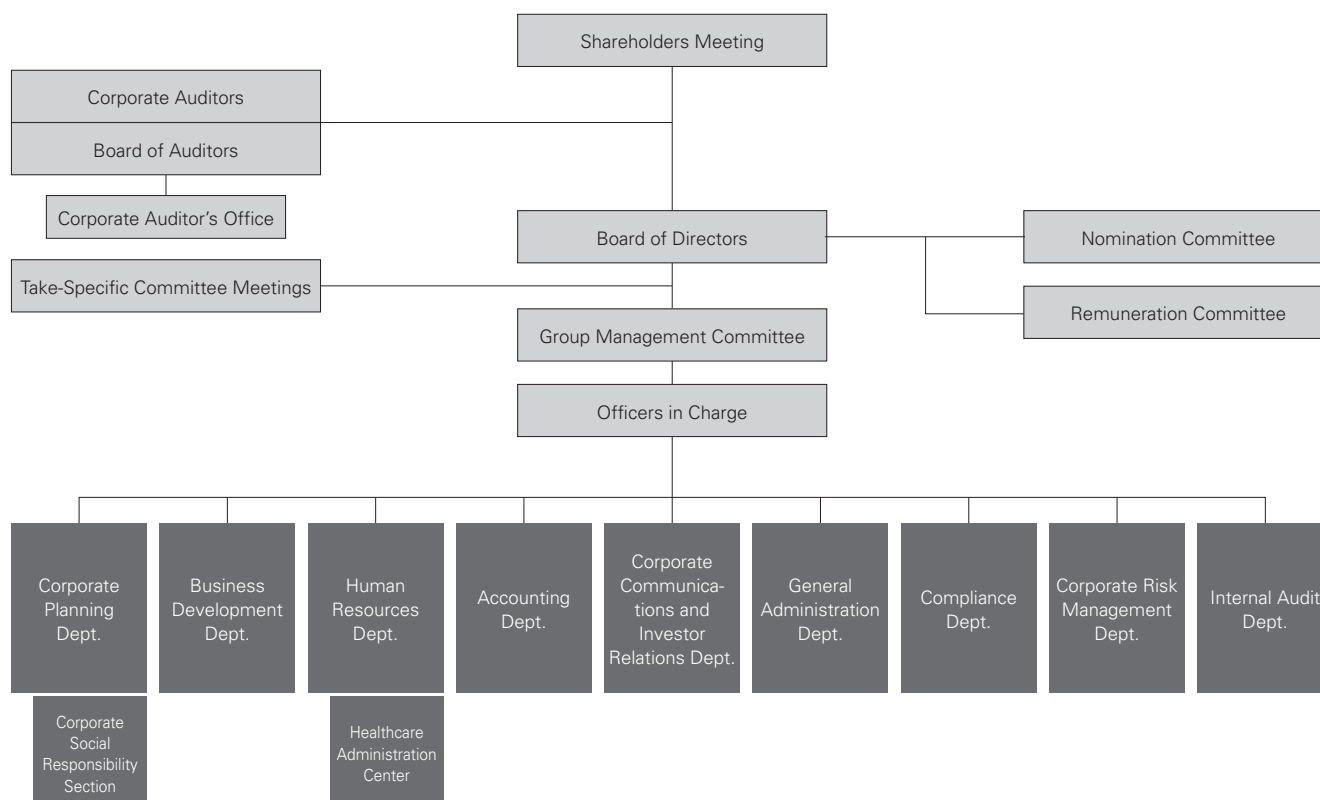 Shareholders Meeting
Corporate Auditors
Board of Auditors
Corporate Auditor's Office
Board of Directors
Nomination Committee
Take-Specific Committee Meetings
Remuneration Committee
Group Management Committee
Officers in Charge
Corporate
Planning
Dept.
Business
Development
Dept.
Human
Resources
Dept.
Accounting
Dept.
Corporate
Communica-
tions and
Investor
Relations Dept.
General
Administration
Dept.
Compliance
Dept.
Corporate Risk
Management
Dept.
Internal Audit
Dept.
Corporate
Social
Responsibility
Section
Healthcare
Administration
Center